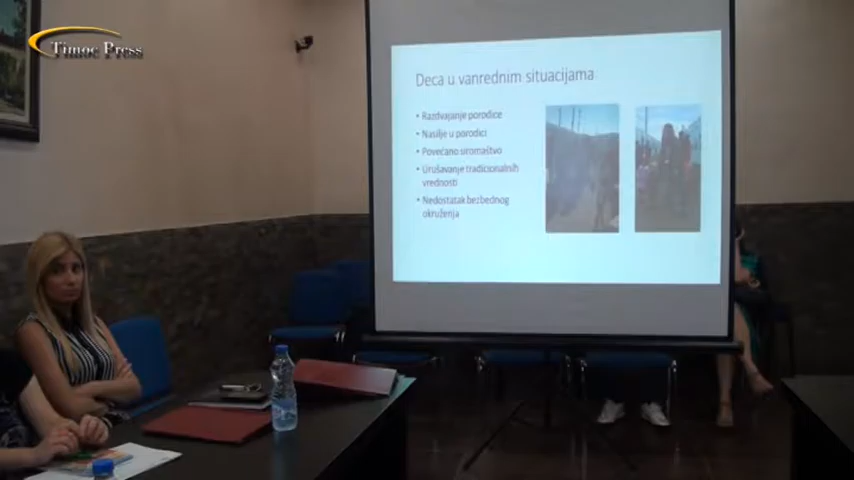 Timoc Press
Deca u vanrednim situacijama
• Razdvajanje porodice
• Nasilje u porodici
• Povećano siromaštvo
• Urušavanje tradicionalnih
vrednosti
• Nedostatak bezbednog
okruženja